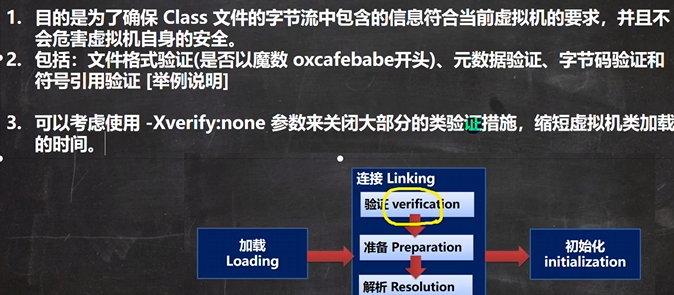 1. 目的是为了确保 Class 文件的字节流中包含的信息符合当前虚拟机的要求，并且不
会危害虚拟机自身的安全。
2. 包括：文件格式验证(是否以魔数 oxcafebabe开头)、元数据验证、字节码验证和
符号引用验证 [举例说明]
3. 可以考虑使用 -Xverify:none 参数来关闭大部分的类验证措施，缩短虚拟机类加载
的时间。
连接 Linking
验证 verification
加载
Loading
准备 Preparation
初始化
initialization
解析 Resolution